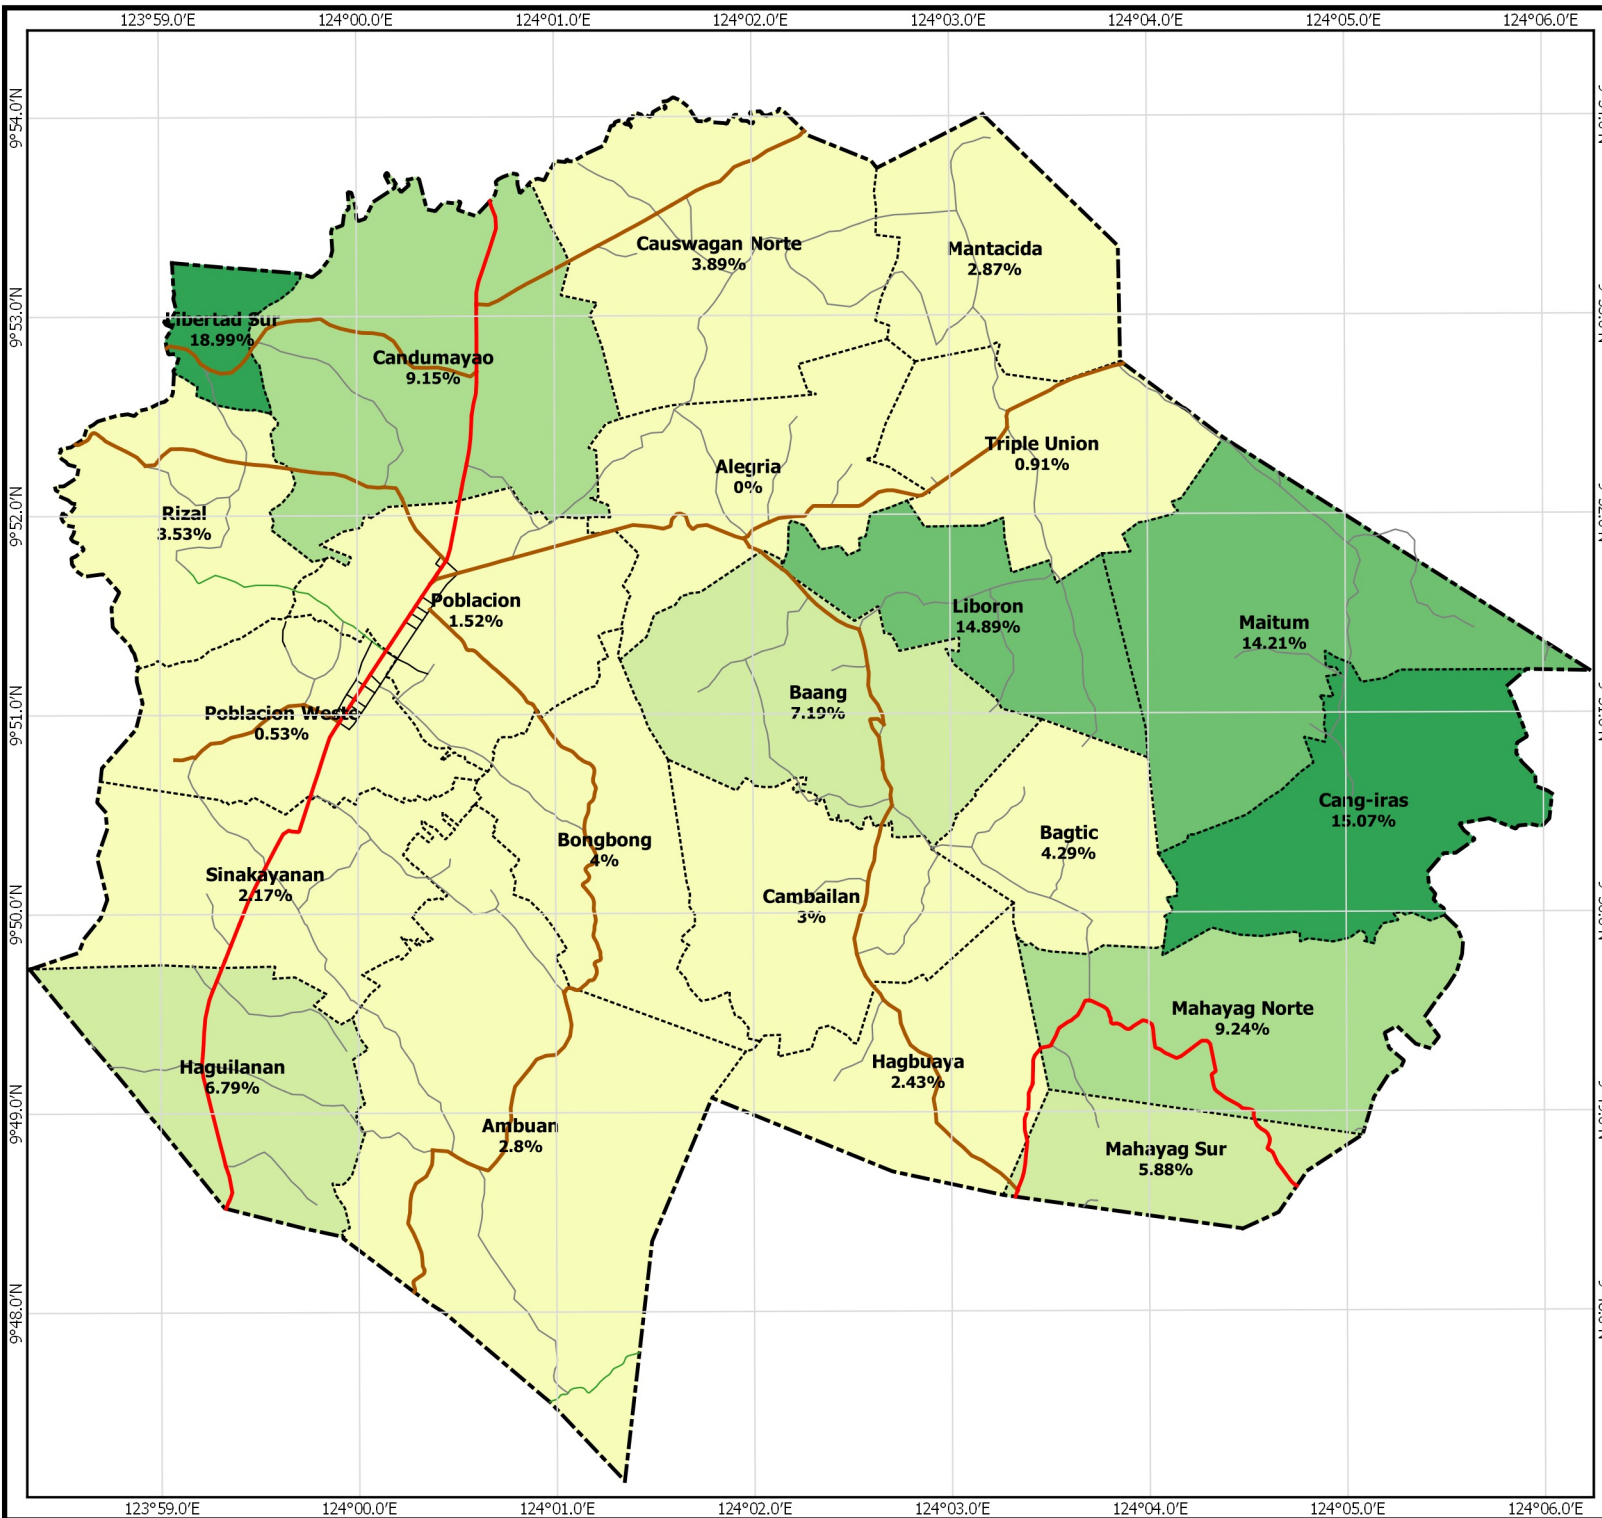 123°59.0'E 124°00.0'E 124°01.0'E 124°02.0'E 124°03.0'E 124°04.0'E 124°05.0'E 124°06.0'E
9°54.0'N
9°53.0'N
9°52.0'N
9°51.0'N
9°50.0'N
9°49.0'N
9°48.0'N
Causwagan Norte
3.89%
Mantacida
2.87%
Libertad Sur
18.99%
Candumayao
9.15%
Triple Union
0.91%
Alegria
0%
Rizal
3.53%
Poblacion
1.52%
Liboron
14.89%
Maitum
14.21%
Baang
7.19%
Poblacion Weste
0.53%
Cang-iras
15.07%
Bongbong
4%
Bagtic
4.29%
Sinakayanan
2.17%
Cambailan
3%
Mahayag Norte
9.24%
Haguilanan
6.79%
Hagbuaya
2.43%
Ambuan
2.8%
Mahayag Sur
5.88%
123°59.0'E 124°00.0'E 124°01.0'E 124°02.0'E 124°03.0'E 124°04.0'E 124°05.0'E 124°06.0'E